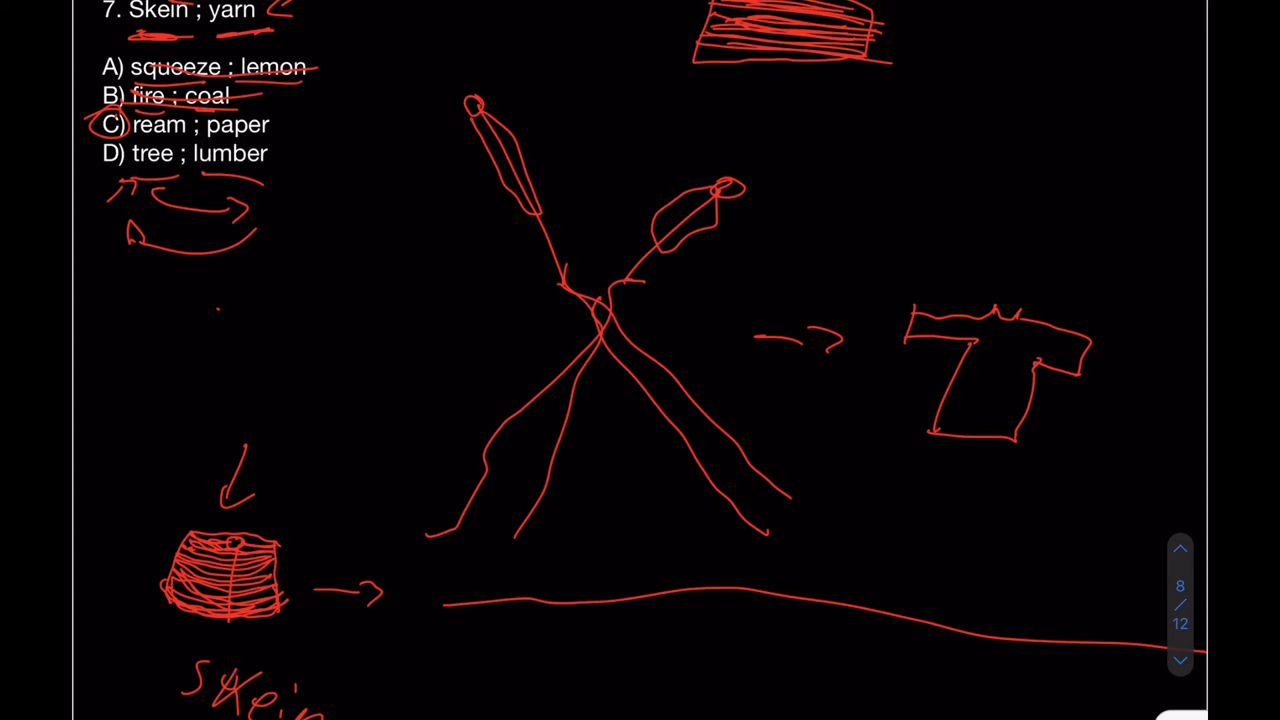 7. Skein ; yarn
A) squeeze ; lemon
B) fire ; coal
C) ream ; paper
D) tree ; lumber
8
/
12
Skein